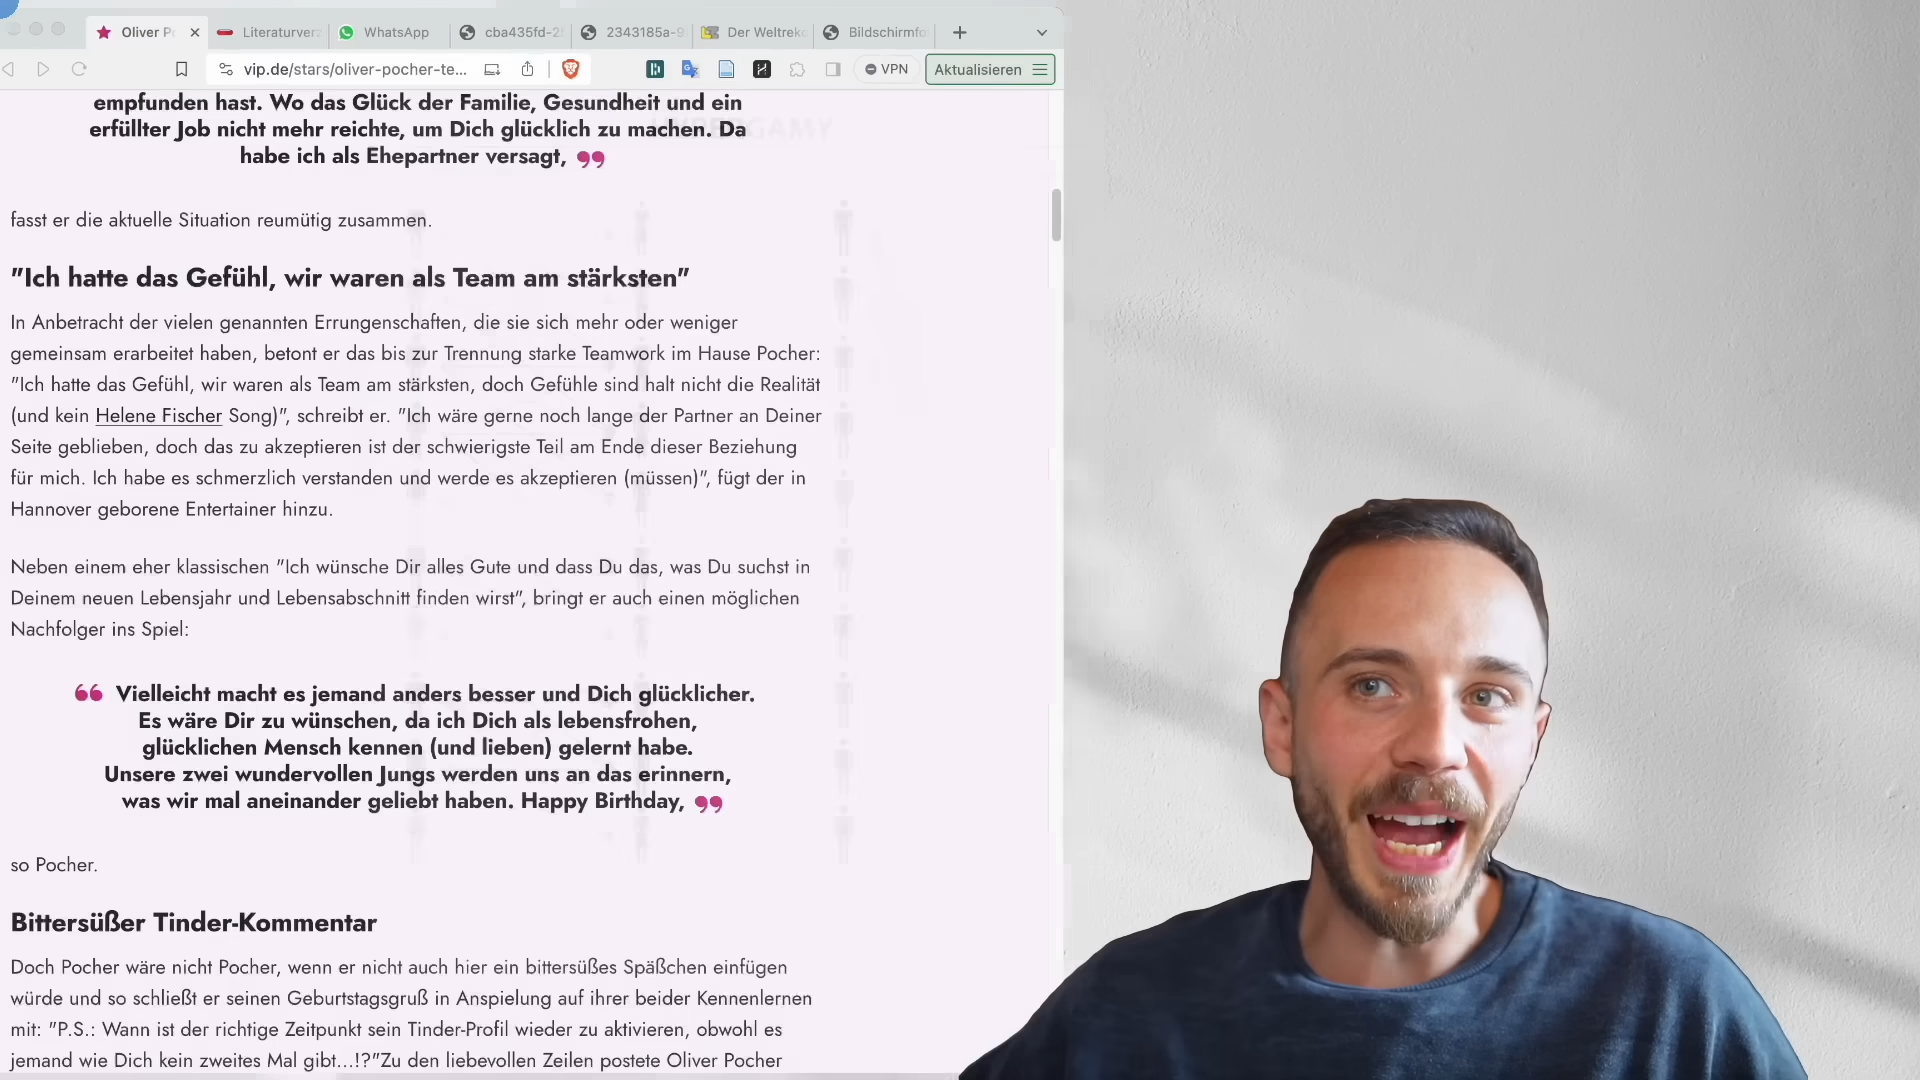 Oliver P
Literaturver
WhatsApp
cba435fd-2
2343185a-9
Der Weltrek
Bildschirmfo
vip.de/stars/oliver-pocher-te...
VPN
Aktualisieren
HYPERGAMY
empfunden hast. Wo das Glück der Familie, Gesundheit und ein
erfüllter Job nicht mehr reichte, um Dich glücklich zu machen. Da
habe ich als Ehepartner versagt,
fasst er die aktuelle Situation reumütig zusammen.
"Ich hatte das Gefühl, wir waren als Team am stärksten"
In Anbetracht der vielen genannten Errungenschaften, die sie sich mehr oder weniger
gemeinsam erarbeitet haben, betont er das bis zur Trennung starke Teamwork im Hause Pocher:
"Ich hatte das Gefühl, wir waren als Team am stärksten, doch Gefühle sind halt nicht die Realität
(und kein Helene Fischer Song)", schreibt er. "Ich wäre gerne noch lange der Partner an Deiner
Seite geblieben, doch das zu akzeptieren ist der schwierigste Teil am Ende dieser Beziehung
für mich. Ich habe es schmerzlich verstanden und werde es akzeptieren (müssen)", fügt der in
Hannover geborene Entertainer hinzu.
Neben einem eher klassischen "Ich wünsche Dir alles Gute und dass Du das, was Du suchst in
Deinem neuen Lebensjahr und Lebensabschnitt finden wirst", bringt er auch einen möglichen
Nachfolger ins Spiel:
Vielleicht macht es jemand anders besser und Dich glücklicher.
Es wäre Dir zu wünschen, da ich Dich als lebensfrohen,
glücklichen Mensch kennen (und lieben) gelernt habe.
Unsere zwei wundervollen Jungs werden uns an das erinnern,
was wir mal aneinander geliebt haben. Happy Birthday,
so Pocher.
Bittersüßer Tinder-Kommentar
Doch Pocher wäre nicht Pocher, wenn er nicht auch hier ein bittersüßes Späßchen einfügen
würde und so schließt er seinen Geburtstagsgruß in Anspielung auf ihrer beider Kennenlernen
mit: "P.S.: Wann ist der richtige Zeitpunkt sein Tinder-Profil wieder zu aktivieren, obwohl es
jemand wie Dich kein zweites Mal gibt...!?"Zu den liebevollen Zeilen postete Oliver Pocher